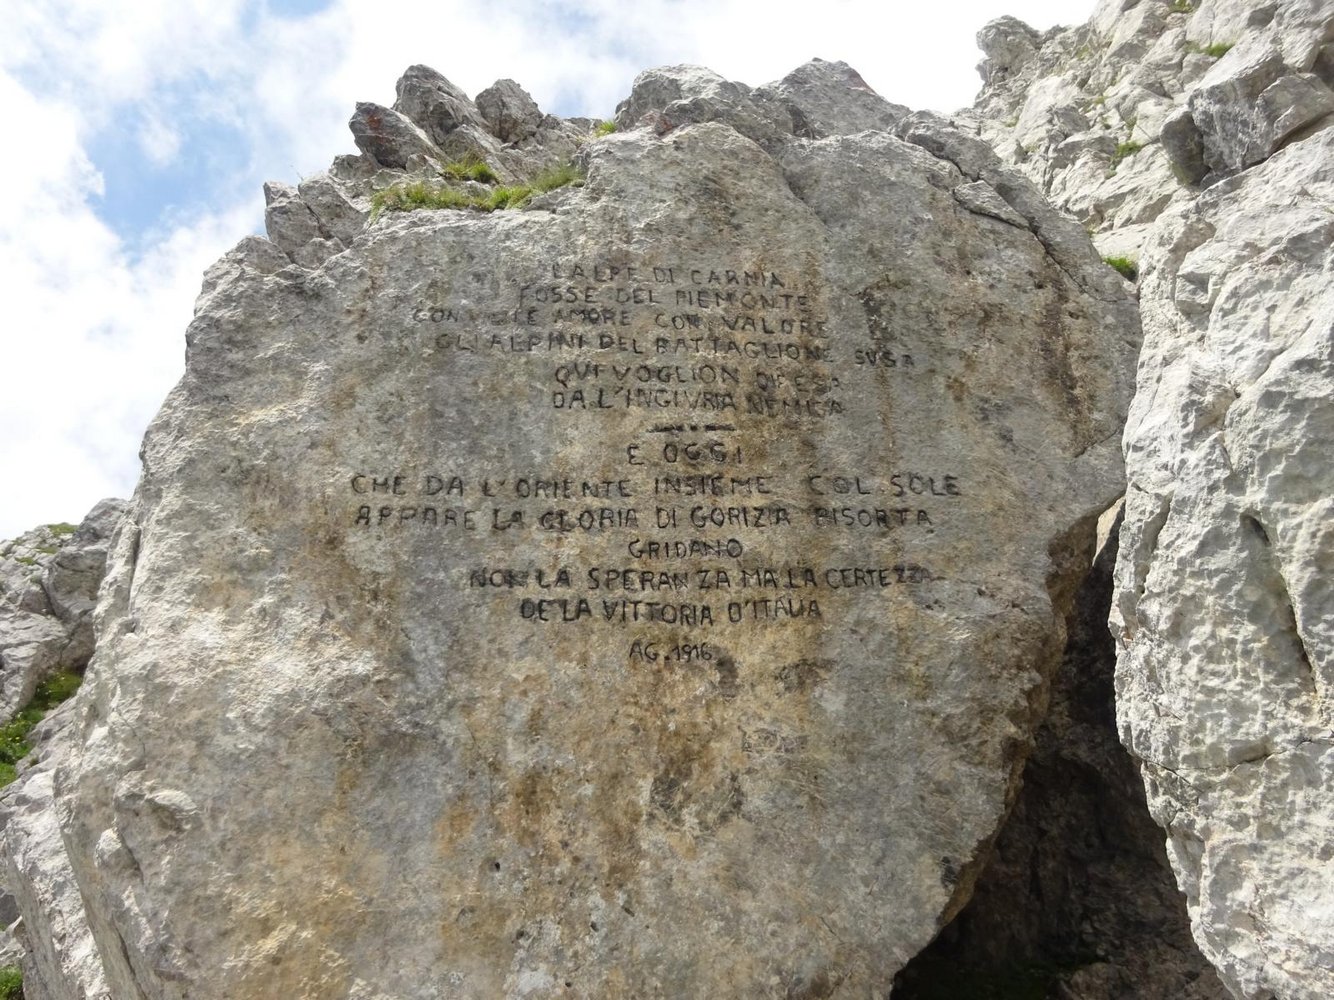 L'ALPE DI CARNIA
FOSSE DEL PIEMONTE
CON VIGILE AMORE CON VALORE
GLI ALPINI DEL BATTAGLIONE SUSA
QUI VOGLION DIFESA
DA L'INGIURIA NEMICA
E OGGI
CHE DA L'ORIENTE INSIEME COL SOLE
APPARE LA GLORIA DI GORIZIA RISORTA
GRIDANO
NON LA SPERANZA MA LA CERTEZZA
DE LA VITTORIA D'ITALIA
AG. 1916